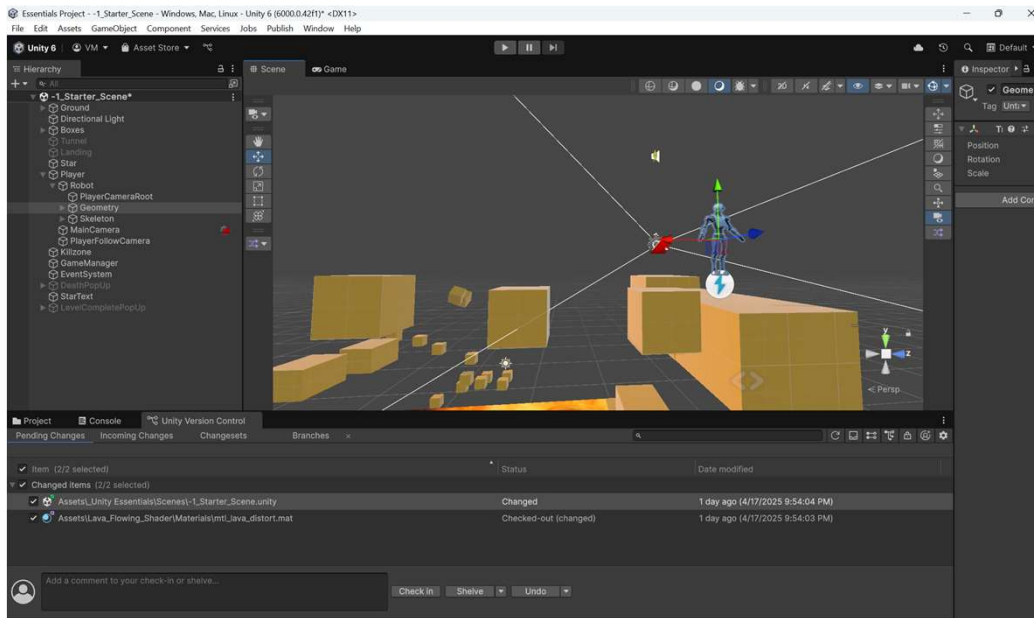 Essentials Project - -1_Starter_Scene - Windows, Mac, Linux - Unity 6 (6000.0.42f1)* <DX11>
File Edit Assets GameObject Component Services Jobs Publish Window Help
Unity 6 VM Asset Store Default
Hierarchy
All
-1_Starter_Scene*
Ground
Directional Light
Boxes
Tunnel
Landing
Star
Player
Robot
PlayerCameraRoot
Geometry
Skeleton
MainCamera
PlayerFollowCamera
Killzone
GameManager
EventSystem
DeathPopUp
StarText
LevelCompletePopUp
Scene Game
2D
y
z
Persp
Inspector
Geome
Tag Unt
Position
Rotation
Scale
Add Cor
Project Console Unity Version Control
Pending Changes Incoming Changes Changesets Branches
Item (2/2 selected) Status Date modified
Changed items (2/2 selected)
Assets\_Unity Essentials\Scenes\-1_Starter_Scene.unity Changed 1 day ago (4/17/2025 9:54:04 PM)
Assets\Lava_Flowing_Shader\Materials\mtl_lava_distort.mat Checked-out (changed) 1 day ago (4/17/2025 9:54:03 PM)
Add a comment to your check-in or shelve...
Check in Shelve Undo